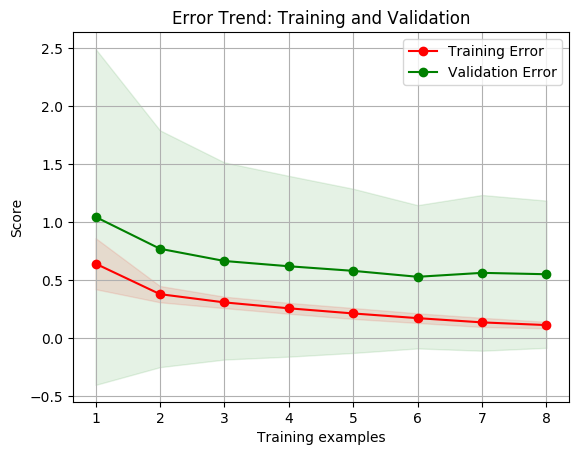 Error Trend: Training and Validation
Training Error
Validation Error
2.5
2.0
1.5
1.0
0.5
0.0
−0.5
Score
1 2 3 4 5 6 7 8
Training examples